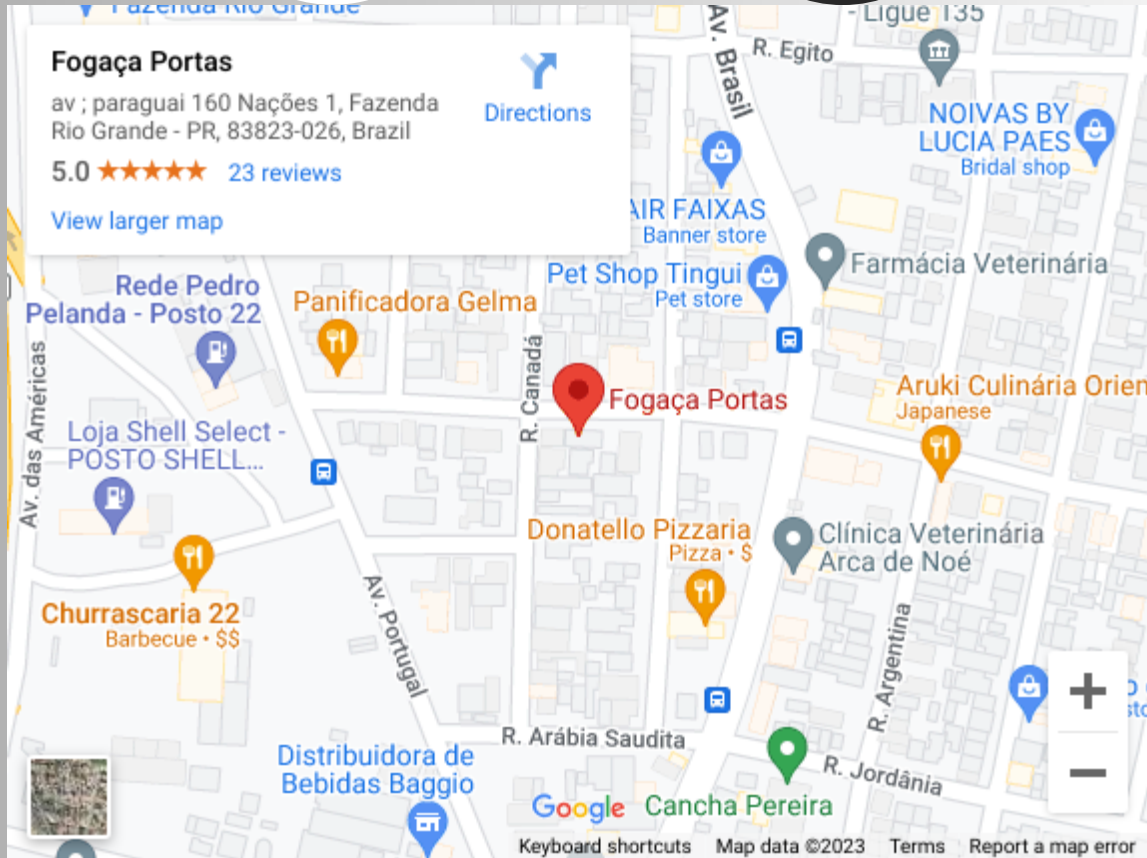 Fazenda Rio Grande
- Ligue 135
Fogaça Portas
av ; paraguai 160 Nações 1, Fazenda
Rio Grande - PR, 83823-026, Brazil
5.0 ★★★★★ 23 reviews
View larger map
Directions
Av. Brasil
R. Egito
NOIVAS BY
LUCIA PAES
Bridal shop
AIR FAIXAS
Banner store
Pet Shop Tingui
Pet store
Farmácia Veterinária
Rede Pedro
Pelanda - Posto 22
Panificadora Gelma
R. Canadá
Fogaça Portas
Aruki Culinária Orien
Japanese
Av. das Américas
Loja Shell Select -
POSTO SHELL...
Donatello Pizzaria
Pizza • $
Clínica Veterinária
Arca de Noé
Churrascaria 22
Barbecue • $$
Av. Portugal
R. Argentina
R. Arábia Saudita
R. Jordânia
Distribuidora de
Bebidas Baggio
Cancha Pereira
+
−
Google
Keyboard shortcuts Map data ©2023 Terms Report a map error